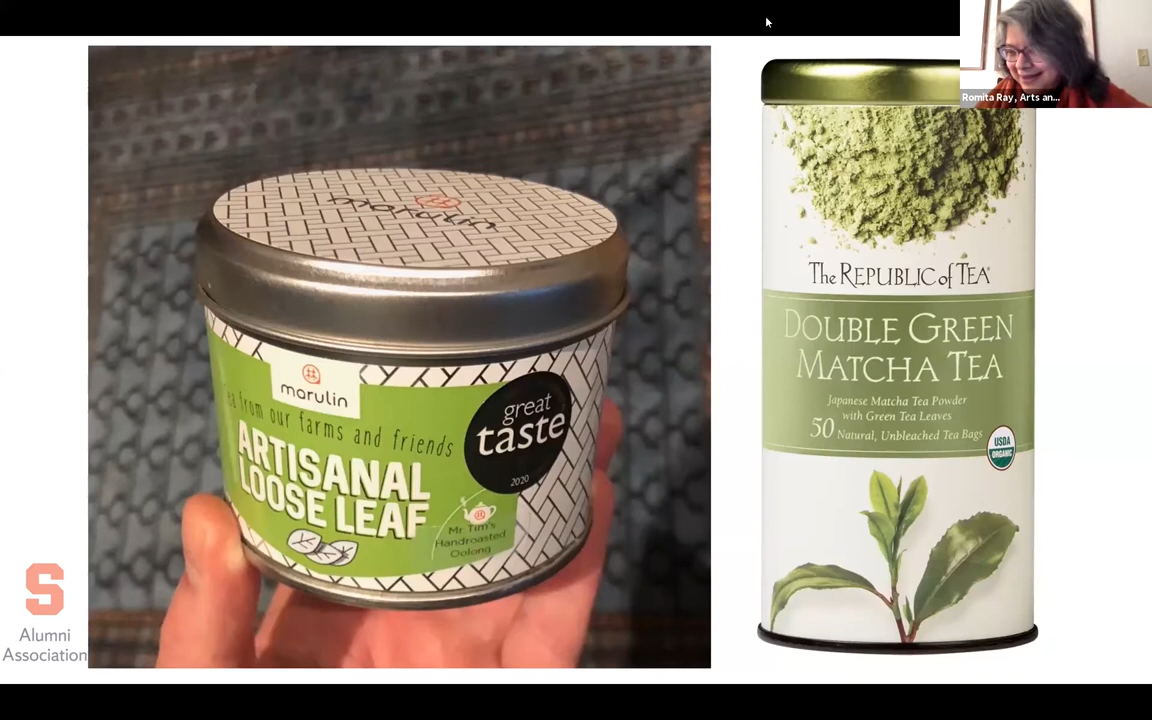 marulin
marulin
tea from our farms and friends
ARTISANAL
LOOSE LEAF
great
taste
2020
Mr Tim's
Handroasted
Oolong
The REPUBLIC of TEA®
DOUBLE GREEN
MATCHA TEA
Japanese Matcha Tea Powder
with Green Tea Leaves
50 Natural, Unbleached Tea Bags
USDA
ORGANIC
Romita Ray, Arts an...
S
Alumni
Association